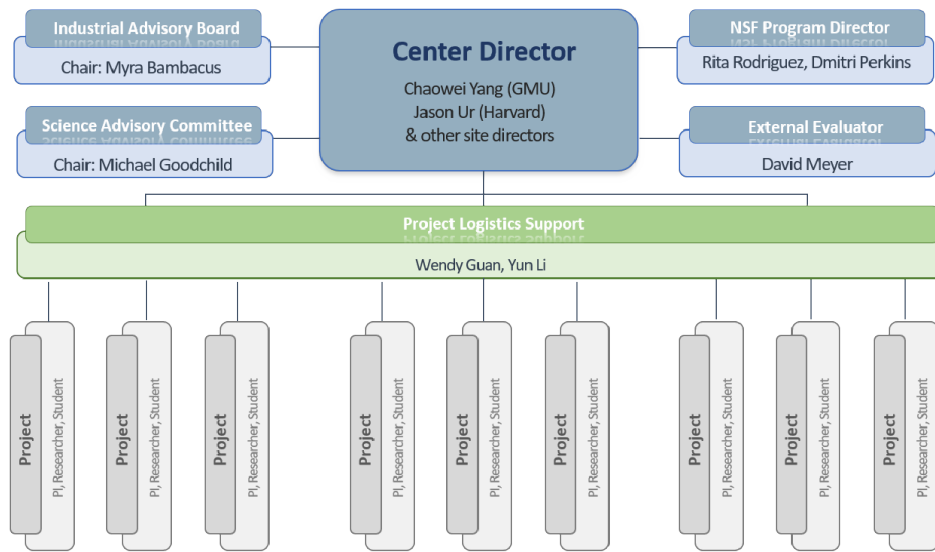 Industrial Advisory Board
Chair: Myra Bambacus
Science Advisory Committee
Chair: Michael Goodchild
Center Director
Chaowei Yang (GMU)
Jason Ur (Harvard)
& other site directors
NSF Program Director
Rita Rodriguez, Dmitri Perkins
External Evaluator
David Meyer
Project Logistics Support
Wendy Guan, Yun Li
Project
PI, Researcher, Student
Project
PI, Researcher, Student
Project
PI, Researcher, Student
Project
PI, Researcher, Student
Project
PI, Researcher, Student
Project
PI, Researcher, Student
Project
PI, Researcher, Student
Project
PI, Researcher, Student
Project
PI, Researcher, Student